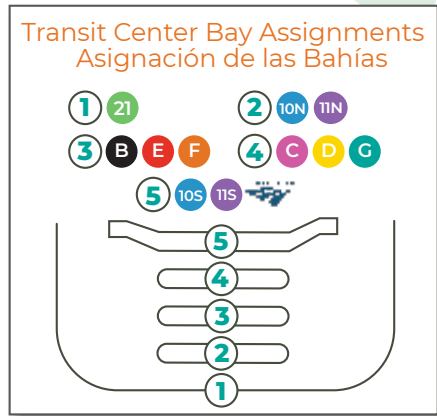 Transit Center Bay Assignments
Asignación de las Bahías
1 21 2 10N 11N
3 B E F 4 C D G
5 10S 11S
5
4
3
2
1